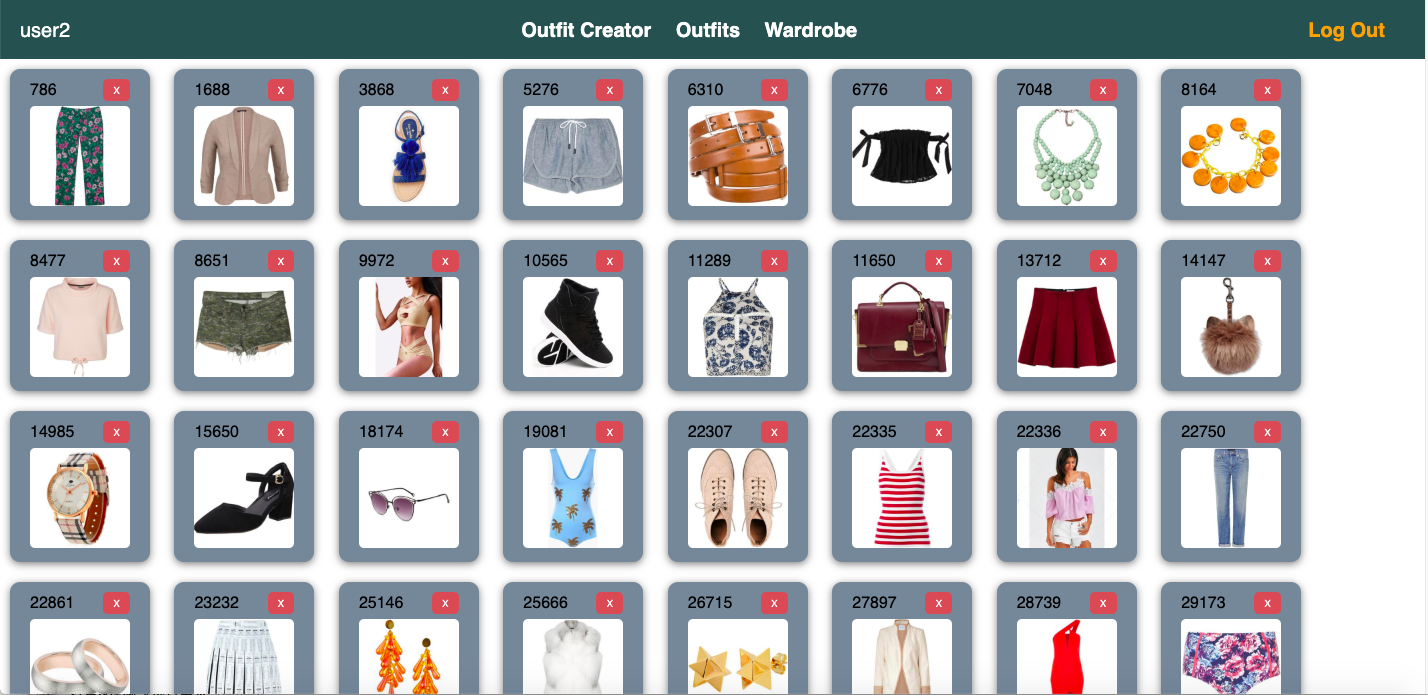 user2 Outfit Creator Outfits Wardrobe Log Out
786 x 1688 x 3868 x 5276 x 6310 x 6776 x 7048 x 8164 x
8477 x 8651 x 9972 x 10565 x 11289 x 11650 x 13712 x 14147 x
14985 x 15650 x 18174 x 19081 x 22307 x 22335 x 22336 x 22750 x
22861 x 23232 x 25146 x 25666 x 26715 x 27897 x 28739 x 29173 x